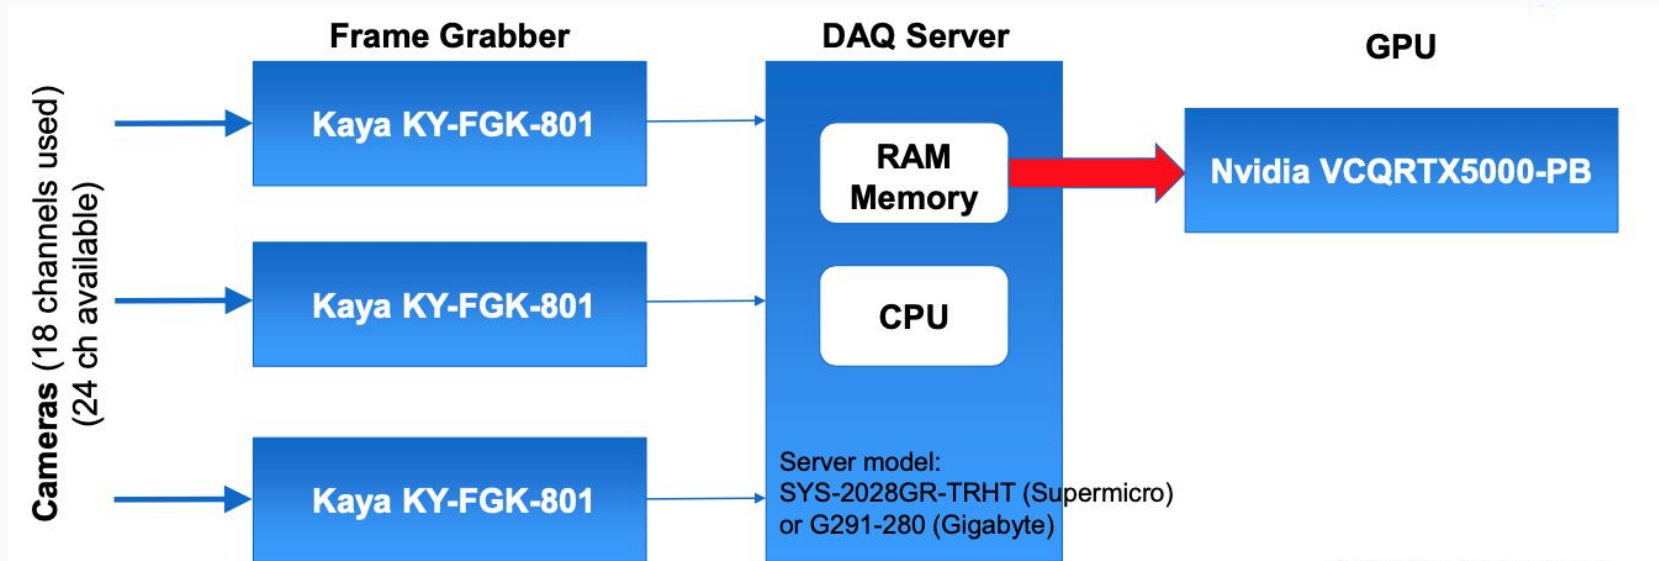 Frame Grabber
DAQ Server
GPU
Cameras (18 channels used)
(24 ch available)
Kaya KY-FGK-801
Kaya KY-FGK-801
Kaya KY-FGK-801
RAM
Memory
CPU
Server model:
SYS-2028GR-TRHT (Supermicro)
or G291-280 (Gigabyte)
Nvidia VCQRTX5000-PB